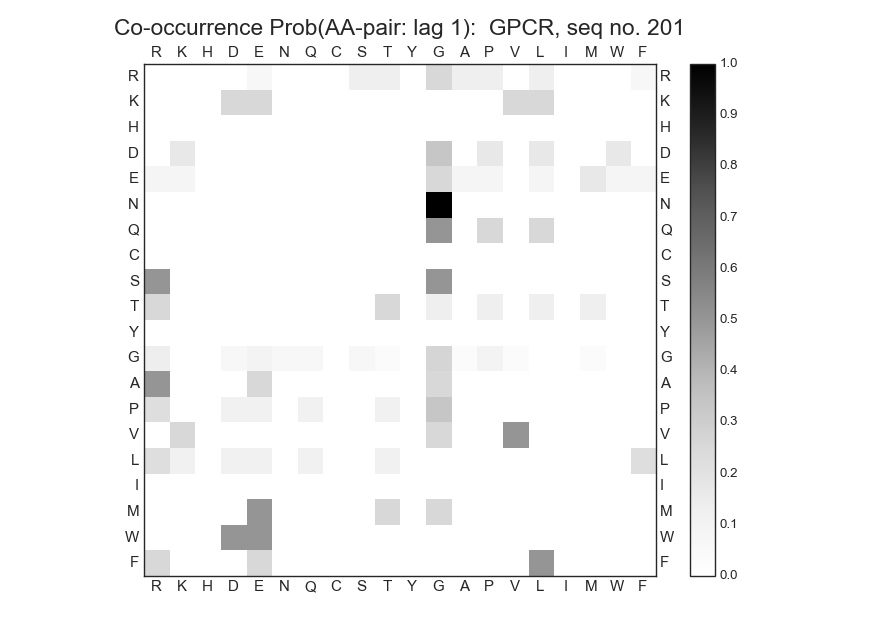 Co-occurrence Prob(AA-pair: lag 1):  GPCR, seq no. 201
R K H D E N Q C S T Y G A P V L I M W F
1.0
R R
0.9
K K
H H
0.8
D D
E E
0.7
N N
0.6
Q Q
C C
0.5
S S
T T
Y Y
0.4
G G
A A
0.3
P P
V V
0.2
L L
I I
0.1
M M
W W
F F
0.0
R K H D E N Q C S T Y G A P V L I M W F